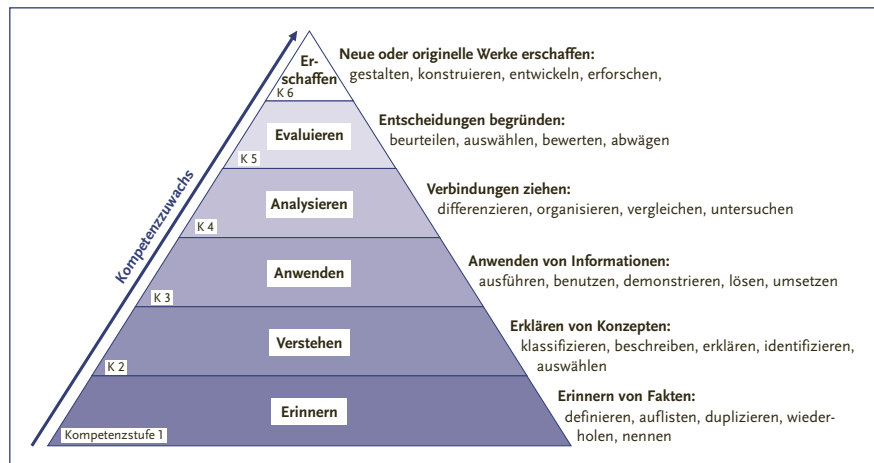 Er-
schaffen
K 6
Neue oder originelle Werke erschaffen:
gestalten, konstruieren, entwickeln, erforschen,
Evaluieren
K 5
Entscheidungen begründen:
beurteilen, auswählen, bewerten, abwägen
Analysieren
K 4
Verbindungen ziehen:
differenzieren, organisieren, vergleichen, untersuchen
Kompetenzzuwachs
Anwenden
K 3
Anwenden von Informationen:
ausführen, benutzen, demonstrieren, lösen, umsetzen
Verstehen
K 2
Erklären von Konzepten:
klassifizieren, beschreiben, erklären, identifizieren,
auswählen
Erinnern
Kompetenzstufe 1
Erinnern von Fakten:
definieren, auflisten, duplizieren, wieder-
holen, nennen